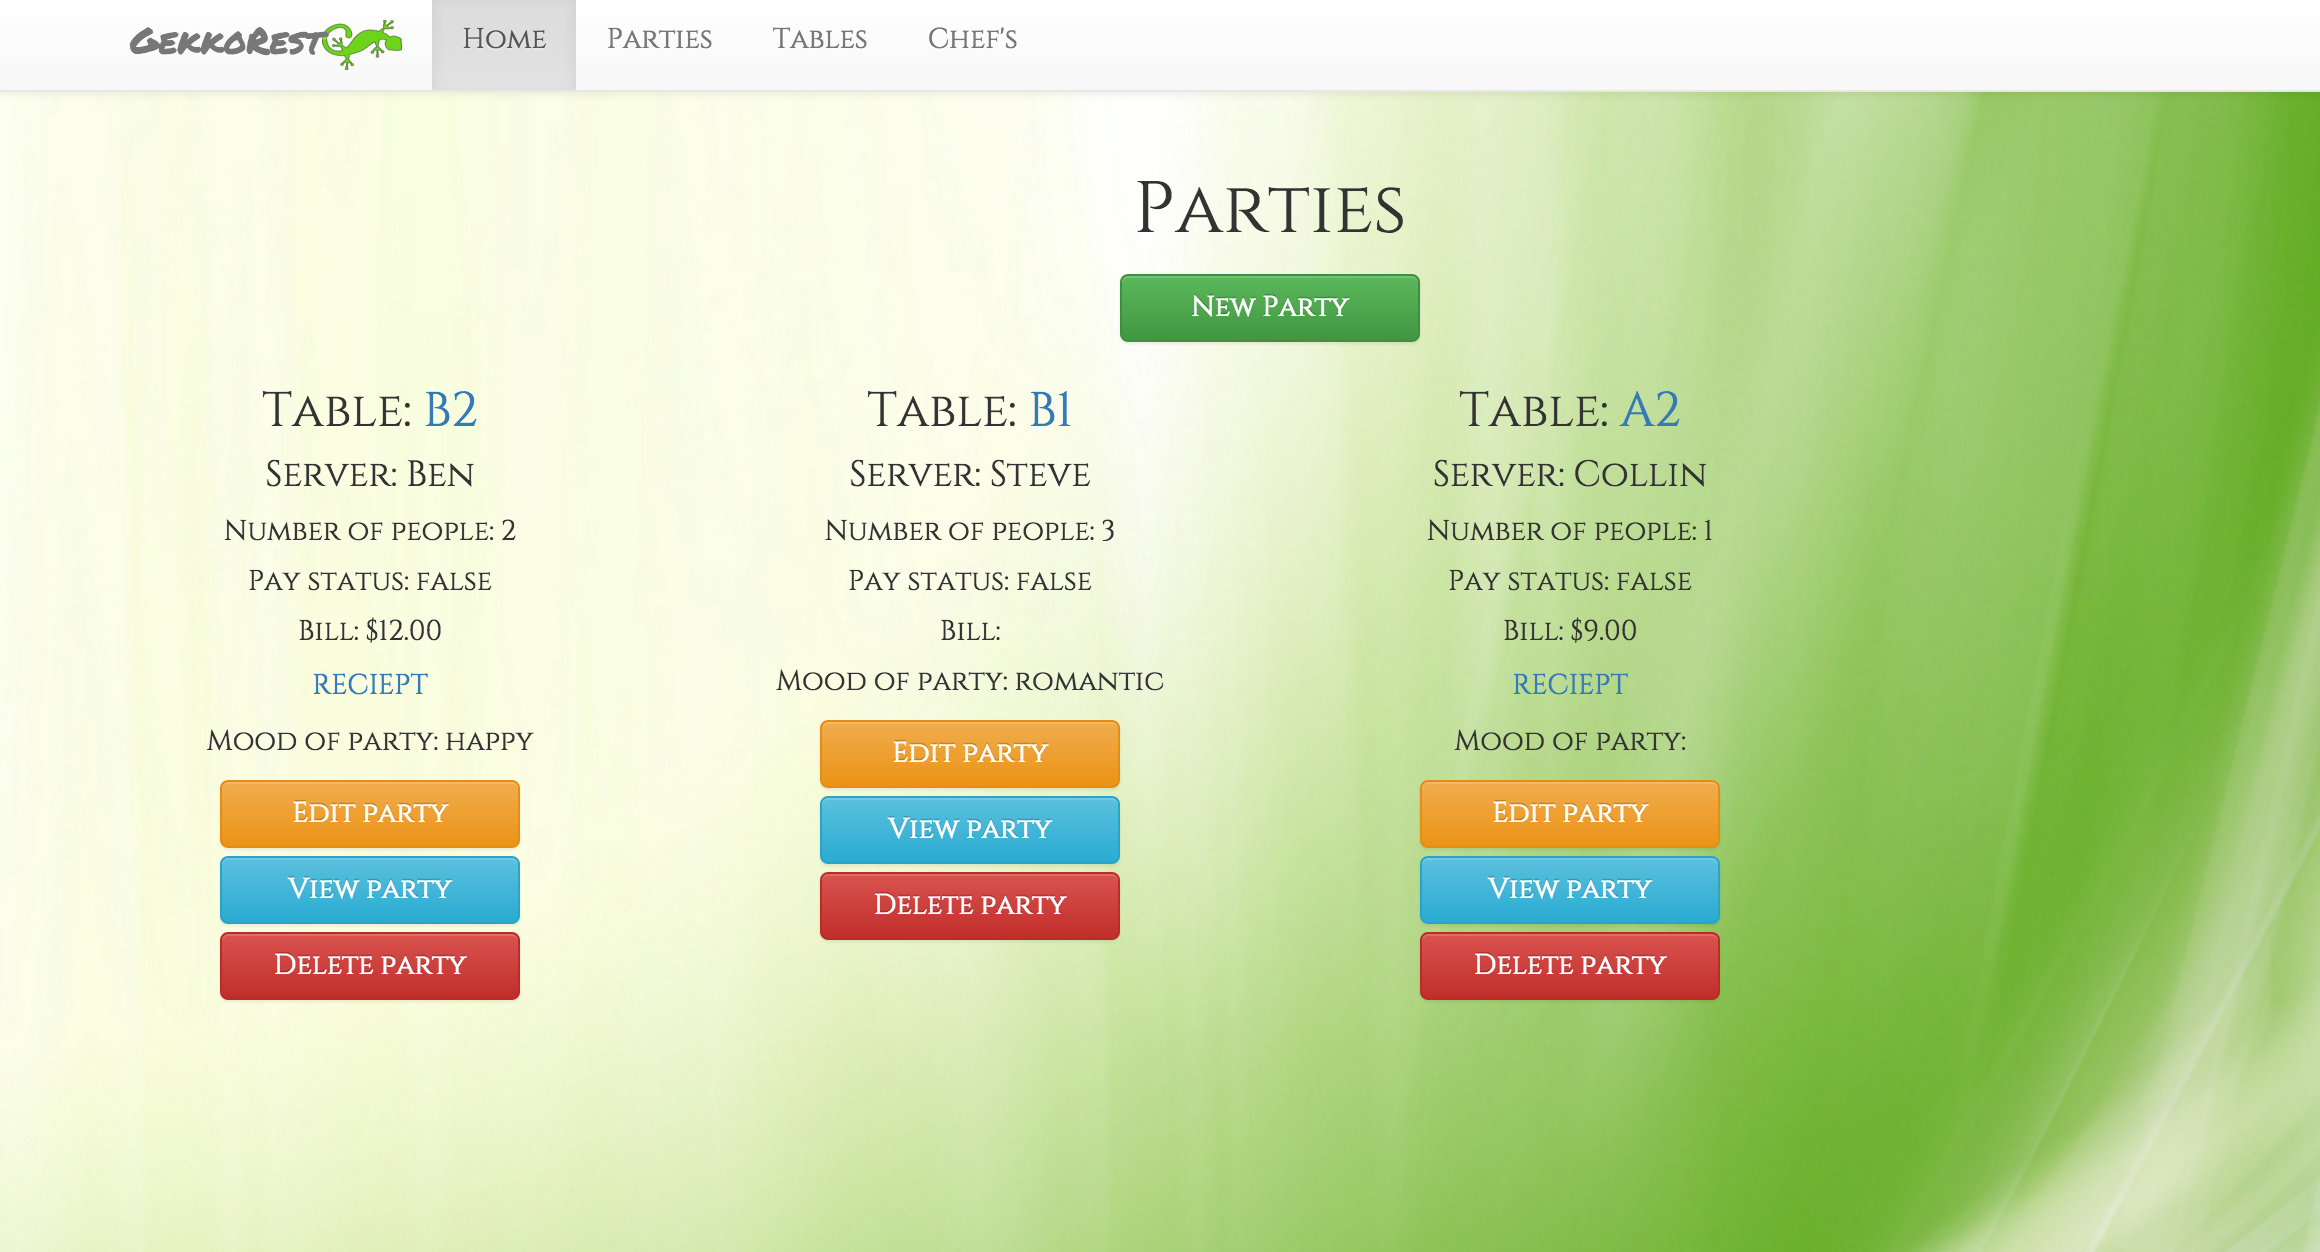 GekkoRest
Home Parties Tables Chef's
Parties
New Party
Table: B2
Server: Ben
Number of people: 2
Pay status: false
Bill: $12.00
RECIEPT
Mood of party: happy
Edit party
View party
Delete party
Table: B1
Server: Steve
Number of people: 3
Pay status: false
Bill:
Mood of party: romantic
Edit party
View party
Delete party
Table: A2
Server: Collin
Number of people: 1
Pay status: false
Bill: $9.00
RECIEPT
Mood of party:
Edit party
View party
Delete party